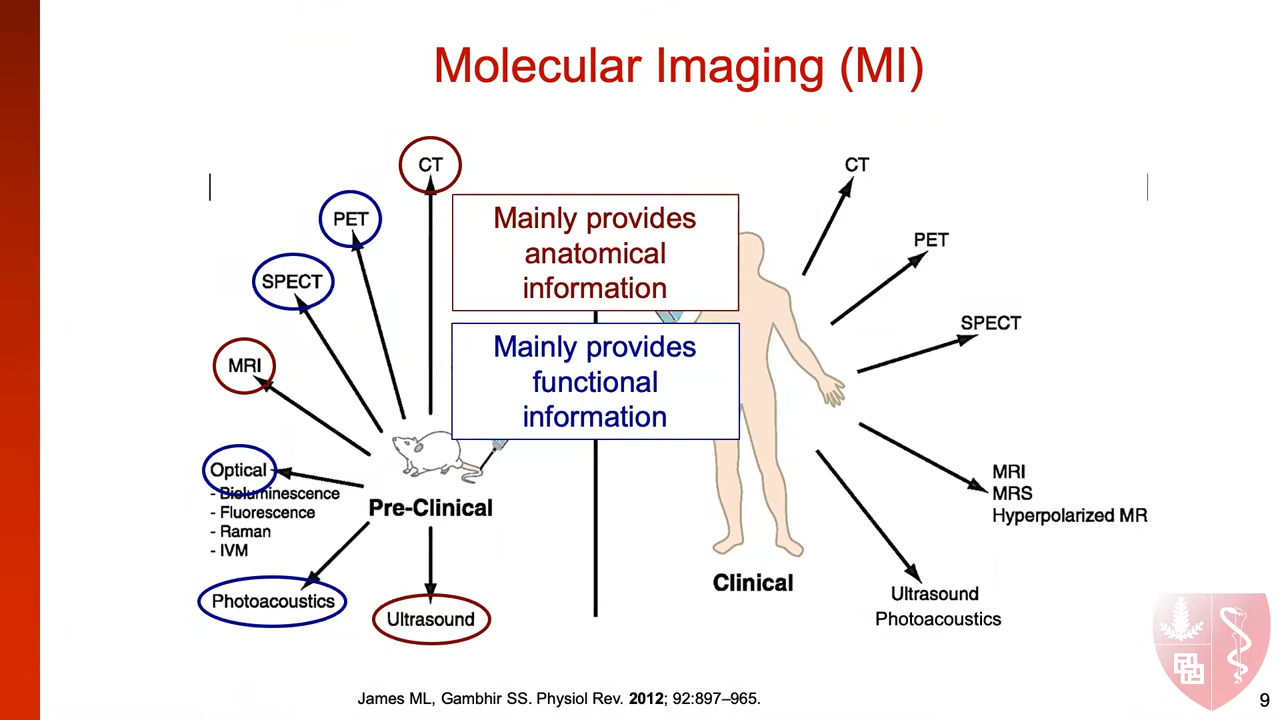 Molecular Imaging (MI)
CT
PET
SPECT
MRI
Optical
- Bioluminescence
- Fluorescence
- Raman
- IVM
Photoacoustics
Ultrasound
Pre-Clinical
Mainly provides
anatomical
information
Mainly provides
functional
information
CT
PET
SPECT
MRI
MRS
Hyperpolarized MR
Ultrasound
Photoacoustics
Clinical
James ML, Gambhir SS. Physiol Rev. 2012; 92:897–965.
9